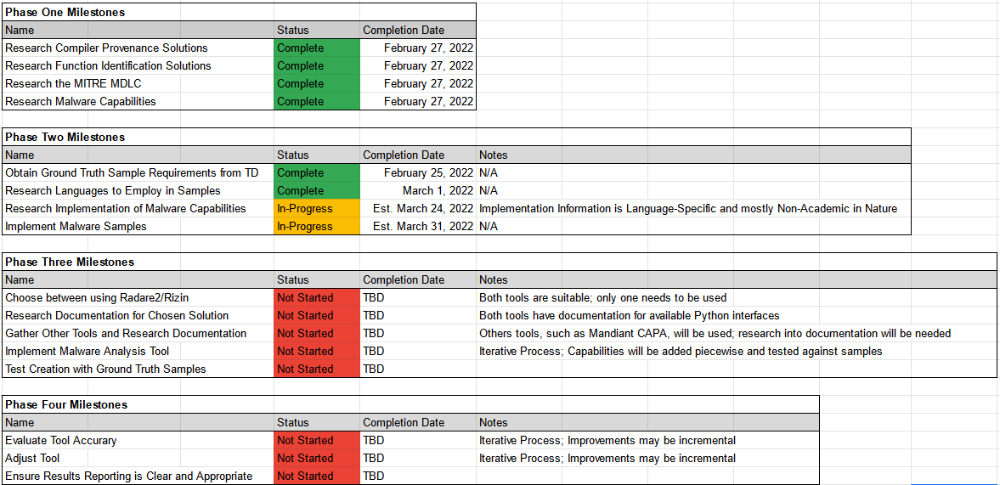 Phase One Milestones
Name Status Completion Date
Research Compiler Provenance Solutions Complete February 27, 2022
Research Function Identification Solutions Complete February 27, 2022
Research the MITRE MDLC Complete February 27, 2022
Research Malware Capabilities Complete February 27, 2022
Phase Two Milestones
Name Status Completion Date Notes
Obtain Ground Truth Sample Requirements from TD Complete February 25, 2022 N/A
Research Languages to Employ in Samples Complete March 1, 2022 N/A
Research Implementation of Malware Capabilities In-Progress Est. March 24, 2022 Implementation Information is Language-Specific and mostly Non-Academic in Nature
Implement Malware Samples In-Progress Est. March 31, 2022 N/A
Phase Three Milestones
Name Status Completion Date Notes
Choose between using Radare2/Rizin Not Started TBD Both tools are suitable; only one needs to be used
Research Documentation for Chosen Solution Not Started TBD Both tools have documentation for available Python interfaces
Gather Other Tools and Research Documentation Not Started TBD Others tools, such as Mandiant CAPA, will be used; research into documentation will be needed
Implement Malware Analysis Tool Not Started TBD Iterative Process; Capabilities will be added piecewise and tested against samples
Test Creation with Ground Truth Samples Not Started TBD
Phase Four Milestones
Name Status Completion Date Notes
Evaluate Tool Accurary Not Started TBD Iterative Process; Improvements may be incremental
Adjust Tool Not Started TBD Iterative Process; Improvements may be incremental
Ensure Results Reporting is Clear and Appropriate Not Started TBD